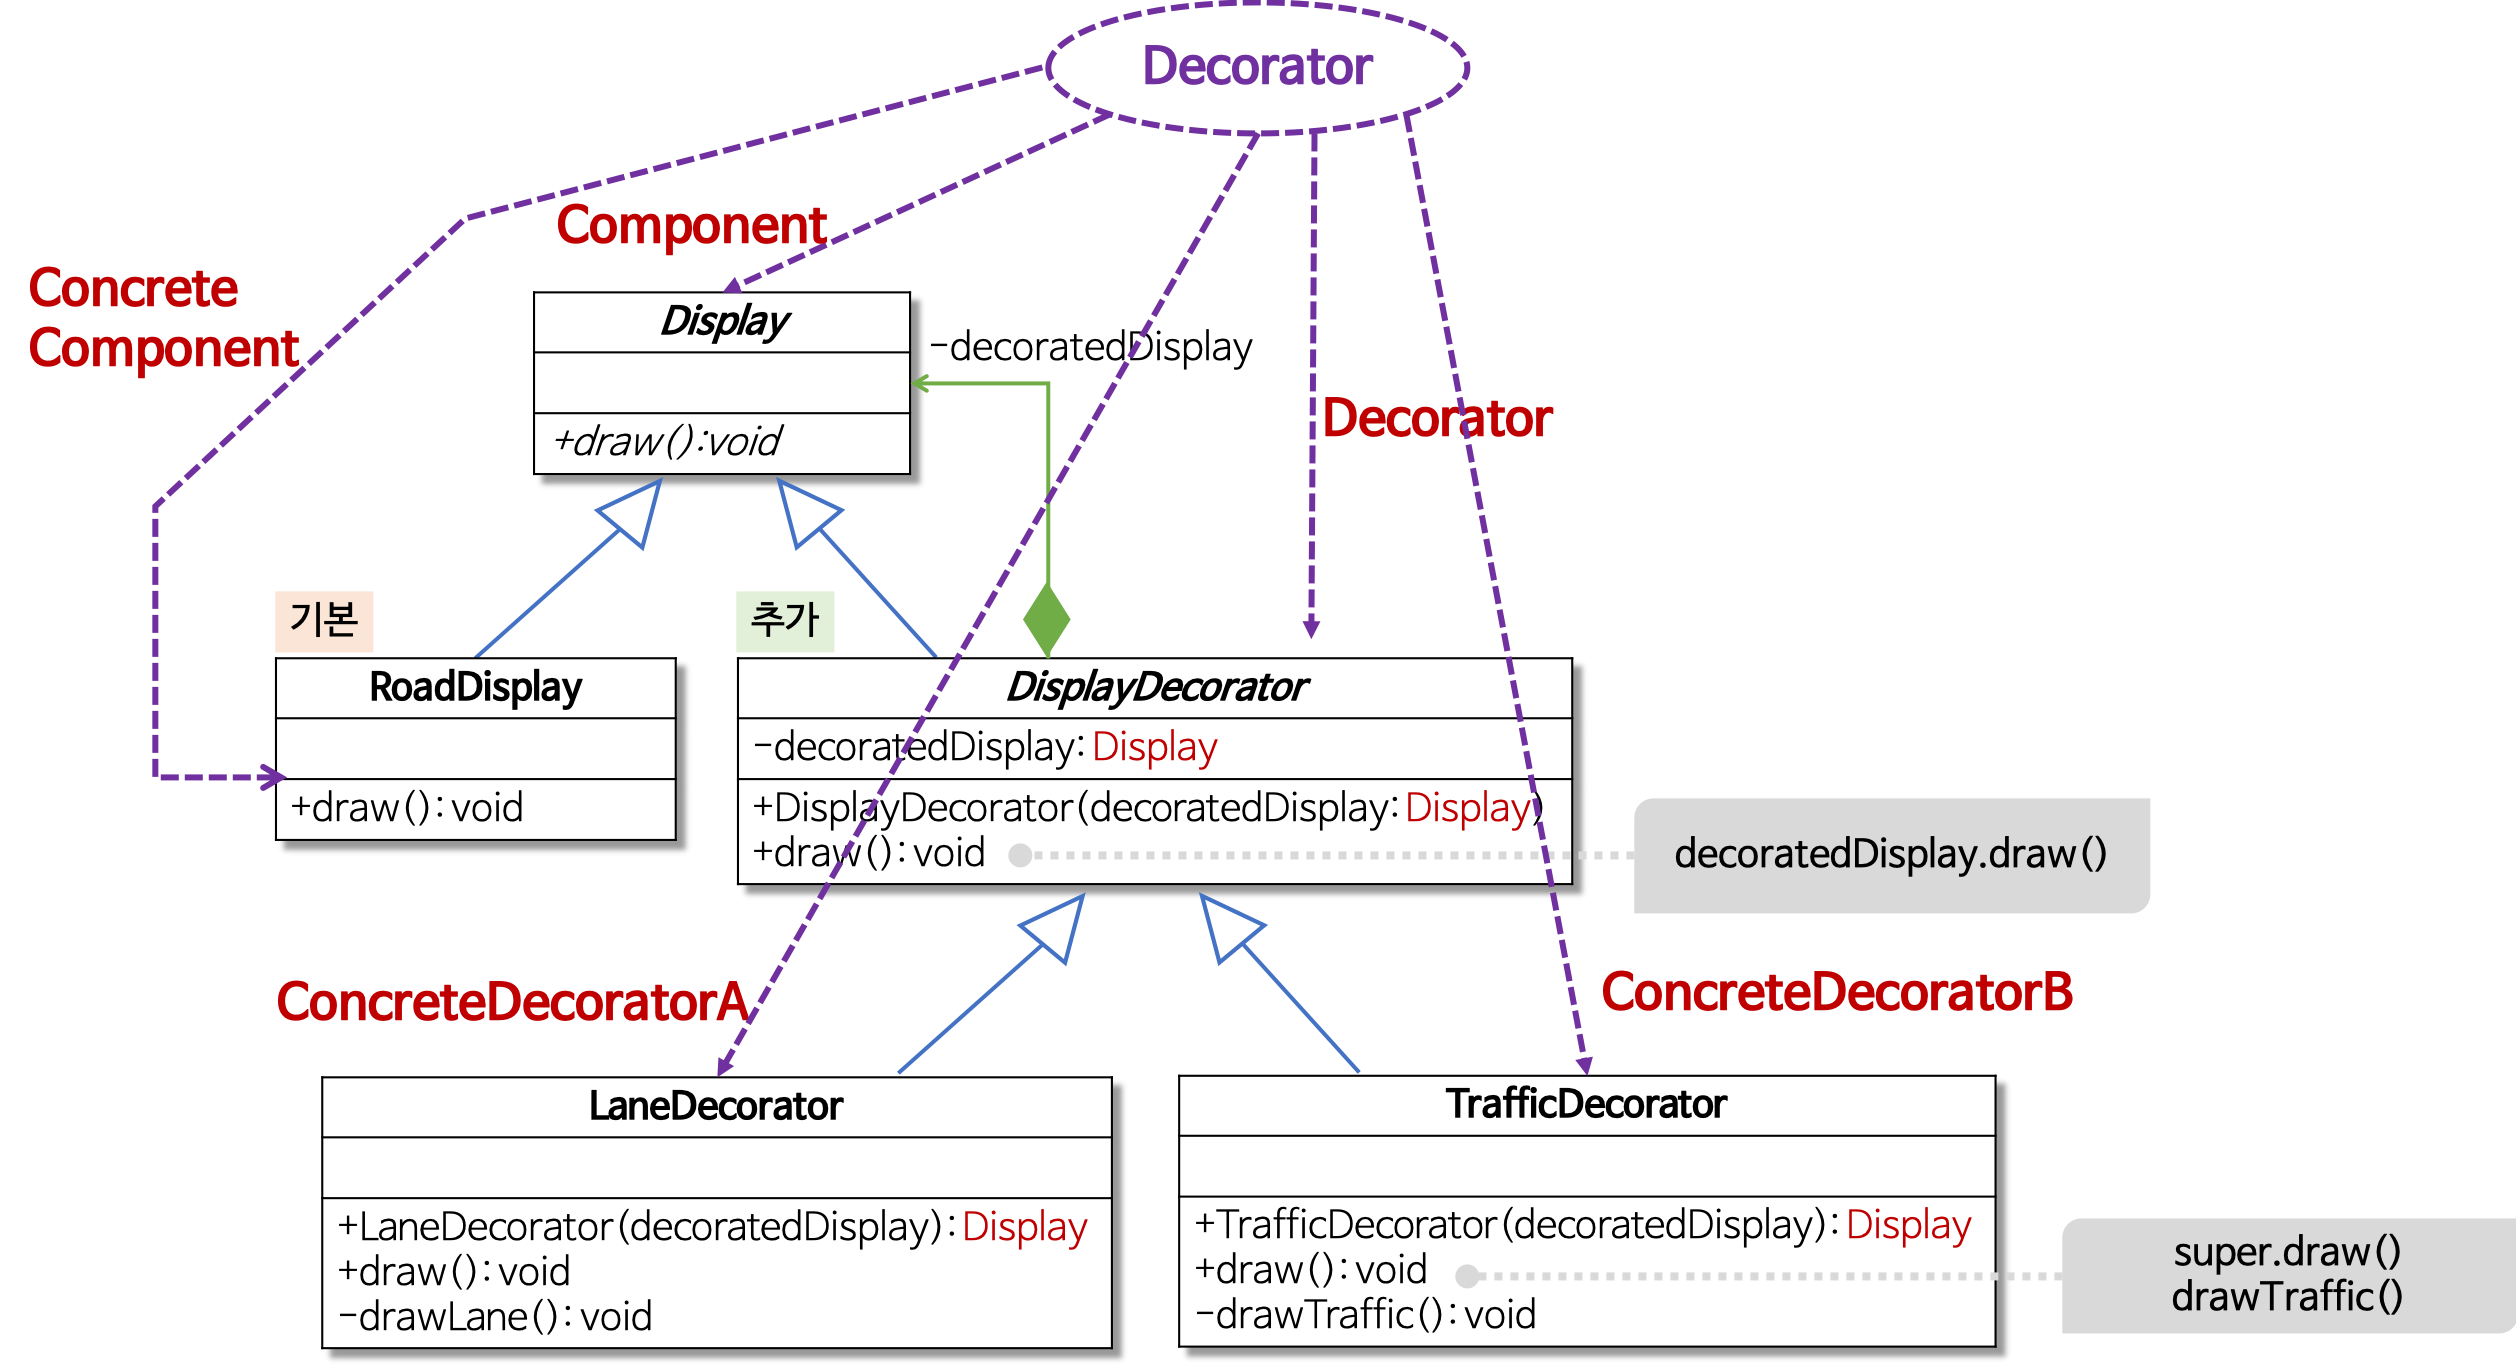 Decorator
Component
Concrete
Component
Display
-decoratedDisplay
+draw():void
Decorator
기본
추가
RoadDisplay
+draw():void
DisplayDecorator
-decoratedDisplay:Display
+DisplayDecorator(decoratedDisplay:Display)
+draw():void
decoratedDisplay.draw()
ConcreteDecoratorA
ConcreteDecoratorB
LaneDecorator
+LaneDecorator(decoratedDisplay):Display
+draw():void
-drawLane():void
TrafficDecorator
+TrafficDecorator(decoratedDisplay):Display
+draw():void
-drawTraffic():void
super.draw()
drawTraffic()